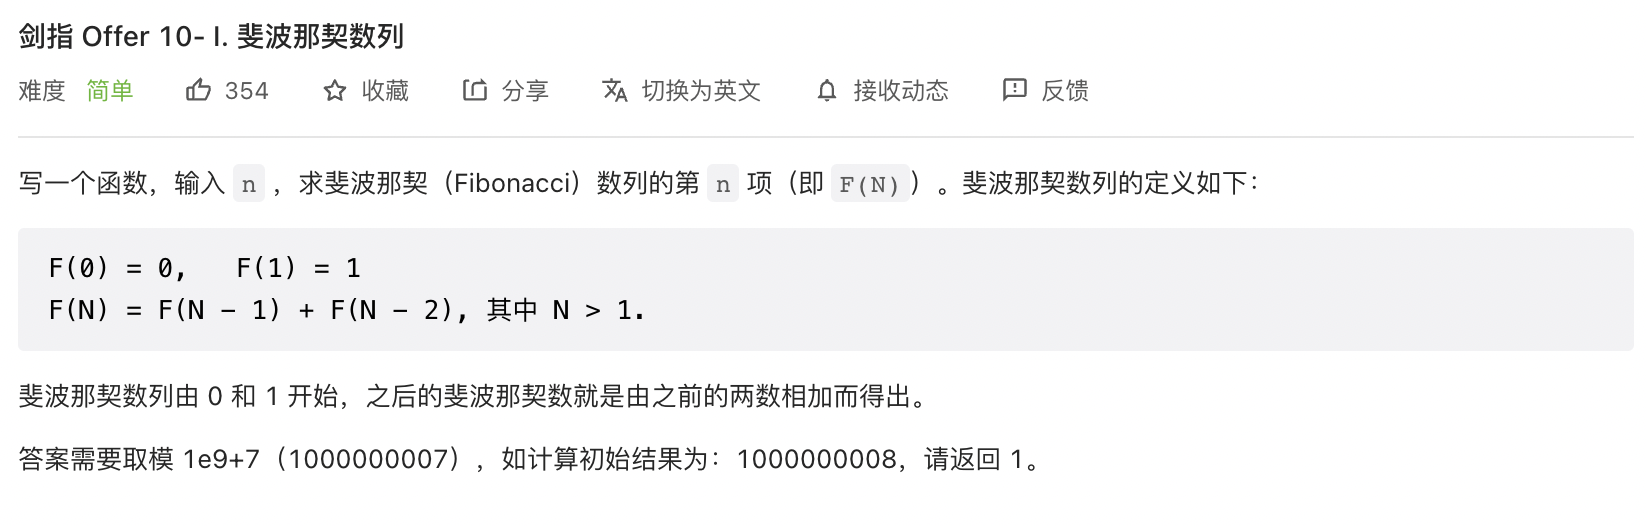 剑指 Offer 10- I. 斐波那契数列
难度 简单 354 收藏 分享 切换为英文 接收动态 反馈
写一个函数，输入 n ，求斐波那契（Fibonacci）数列的第 n 项（即 F(N)）。斐波那契数列的定义如下：
F(0) = 0,   F(1) = 1
F(N) = F(N - 1) + F(N - 2), 其中 N > 1.
斐波那契数列由 0 和 1 开始，之后的斐波那契数就是由之前的两数相加而得出。
答案需要取模 1e9+7（1000000007），如计算初始结果为：1000000008，请返回 1。